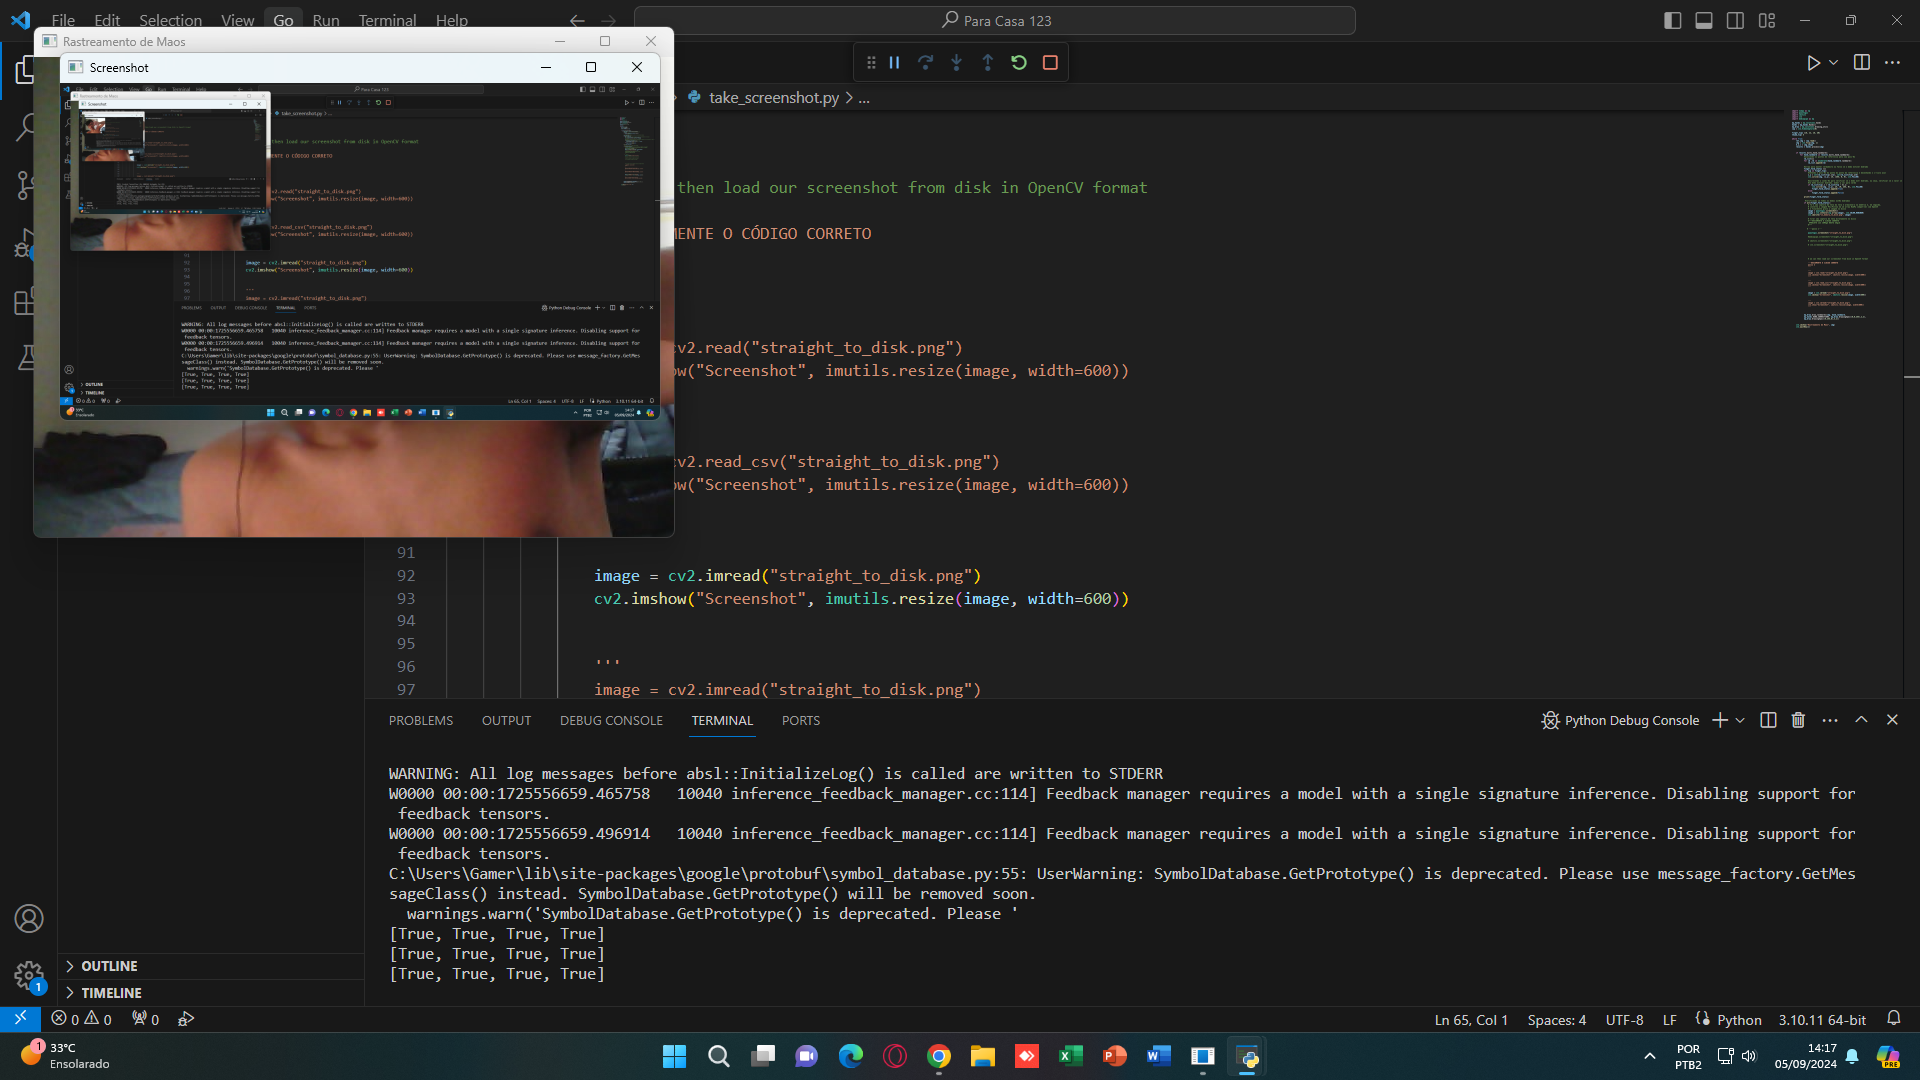 File Edit Selection View Go Run Terminal Help
Para Casa 123
Rastreamento de Maos
Screenshot
take_screenshot.py > ...
then load our screenshot from disk in OpenCV format
MENTE O CÓDIGO CORRETO
cv2.read("straight_to_disk.png")
ow("Screenshot", imutils.resize(image, width=600))
cv2.read_csv("straight_to_disk.png")
ow("Screenshot", imutils.resize(image, width=600))
91
92 image = cv2.imread("straight_to_disk.png")
93 cv2.imshow("Screenshot", imutils.resize(image, width=600))
94
95
96 '''
97 image = cv2.imread("straight_to_disk.png")
PROBLEMS OUTPUT DEBUG CONSOLE TERMINAL PORTS
Python Debug Console
WARNING: All log messages before absl::InitializeLog() is called are written to STDERR
W0000 00:00:1725556659.465758 10040 inference_feedback_manager.cc:114] Feedback manager requires a model with a single signature inference. Disabling support for
feedback tensors.
W0000 00:00:1725556659.496914 10040 inference_feedback_manager.cc:114] Feedback manager requires a model with a single signature inference. Disabling support for
feedback tensors.
C:\Users\Gamer\lib\site-packages\google\protobuf\symbol_database.py:55: UserWarning: SymbolDatabase.GetPrototype() is deprecated. Please use message_factory.GetMes
sageClass() instead. SymbolDatabase.GetPrototype() will be removed soon.
warnings.warn('SymbolDatabase.GetPrototype() is deprecated. Please '
[True, True, True, True]
[True, True, True, True]
[True, True, True, True]
OUTLINE
TIMELINE
1
0 0 0
Ln 65, Col 1 Spaces: 4 UTF-8 LF Python 3.10.11 64-bit
1
33°C
Ensolarado
POR
PTB2
14:17
05/09/2024
PRE